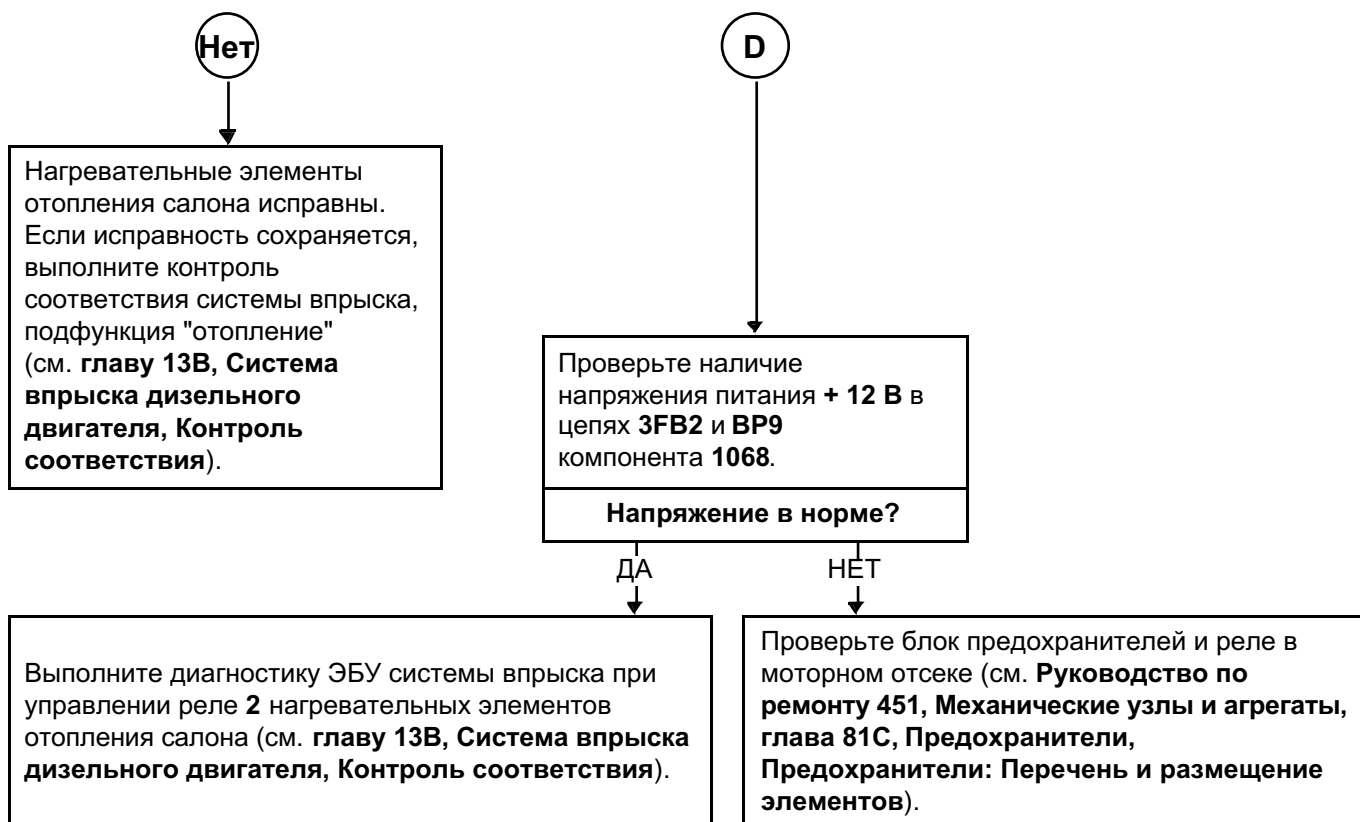 Нет
D
Нагревательные элементы
отопления салона исправны.
Если исправность сохраняется,
выполните контроль
соответствия системы впрыска,
подфункция "отопление"
(см. главу 13B, Система
впрыска дизельного
двигателя, Контроль
соответствия).
Проверьте наличие
напряжения питания + 12 В в
цепях 3FB2 и BP9
компонента 1068.
Напряжение в норме?
ДА
НЕТ
Выполните диагностику ЭБУ системы впрыска при
управлении реле 2 нагревательных элементов
отопления салона (см. главу 13B, Система впрыска
дизельного двигателя, Контроль соответствия).
Проверьте блок предохранителей и реле в
моторном отсеке (см. Руководство по
ремонту 451, Механические узлы и агрегаты,
глава 81C, Предохранители,
Предохранители: Перечень и размещение
элементов).